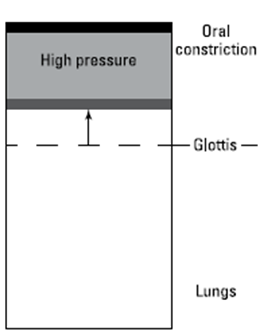 Oral
constriction
High pressure
Glottis
Lungs